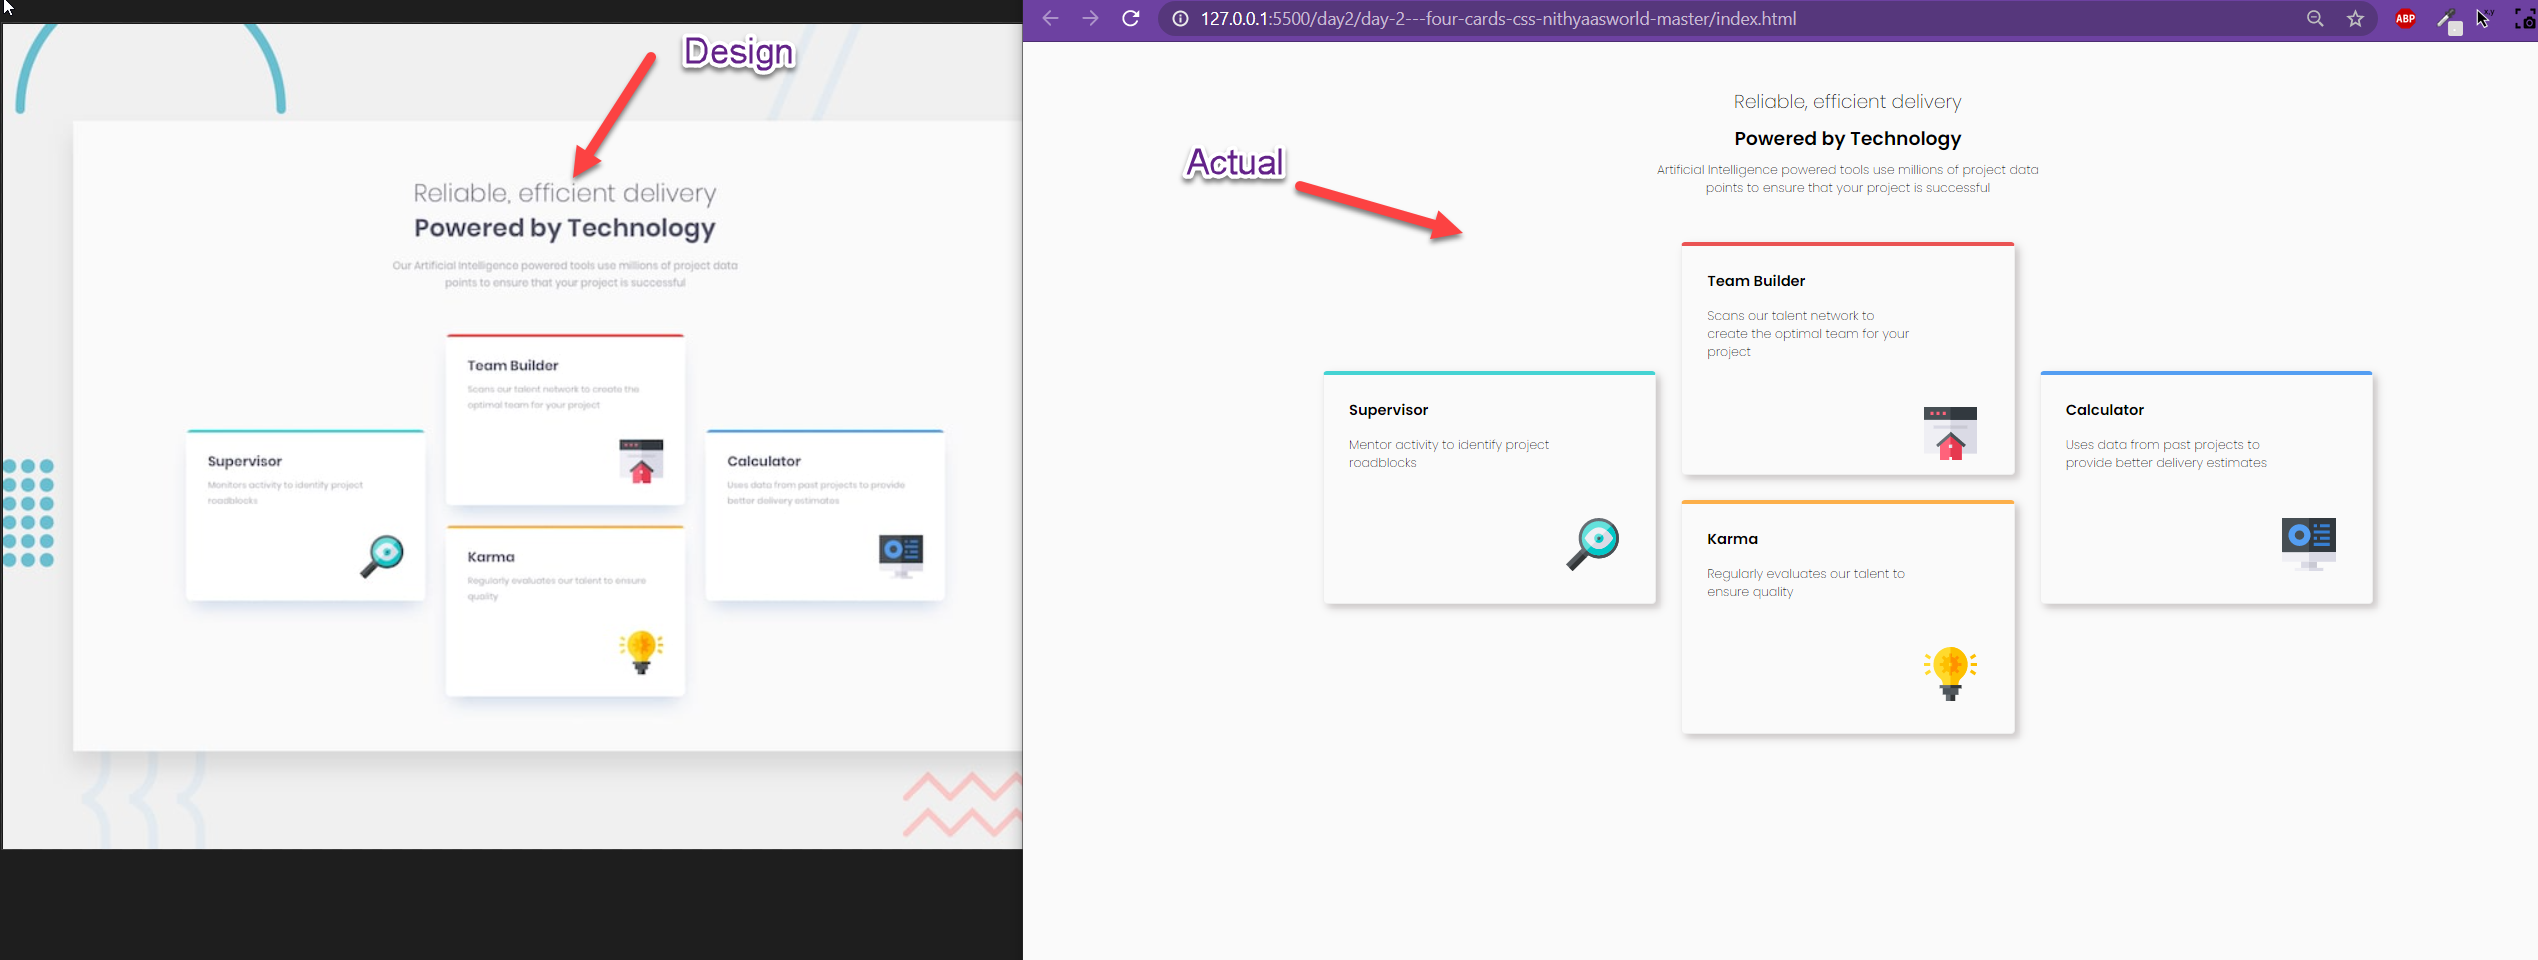 Design
Reliable, efficient delivery
Powered by Technology
Our Artificial Intelligence powered tools use millions of project data
points to ensure that your project is successful
Team Builder
Scans our talent network to create the
optimal team for your project
Supervisor
Monitors activity to identify project
roadblocks
Calculator
Uses data from past projects to provide
better delivery estimates
Karma
Regularly evaluates our talent to ensure
quality
127.0.0.1:5500/day2/day-2---four-cards-css-nithyaasworld-master/index.html
ABP
x,y
Actual
Reliable, efficient delivery
Powered by Technology
Artificial Intelligence powered tools use millions of project data
points to ensure that your project is successful
Team Builder
Scans our talent network to
create the optimal team for your
project
Supervisor
Mentor activity to identify project
roadblocks
Calculator
Uses data from past projects to
provide better delivery estimates
Karma
Regularly evaluates our talent to
ensure quality